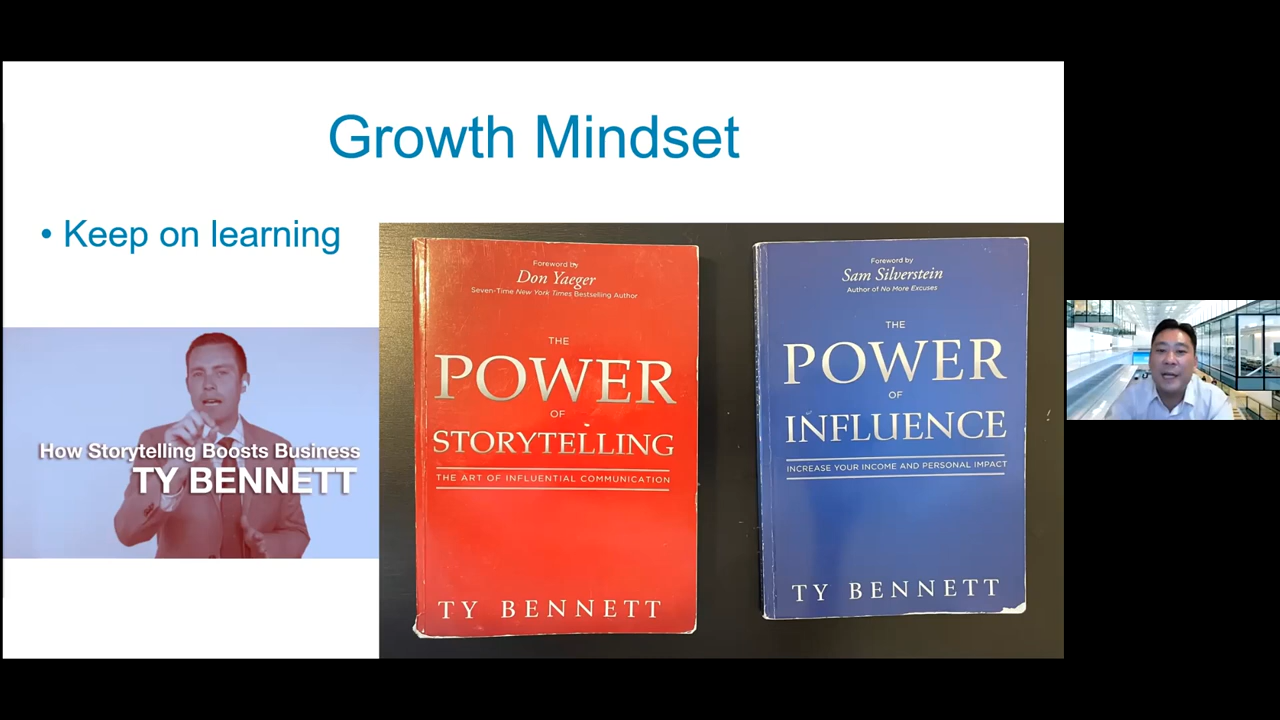 Growth Mindset
• Keep on learning
How Storytelling Boosts Business
TY BENNETT
Foreword by
Don Yaeger
Seven-Time New York Times Bestselling Author
THE
POWER
OF
STORYTELLING
THE ART OF INFLUENTIAL COMMUNICATION
TY BENNETT
Foreword by
Sam Silverstein
Author of No More Excuses
THE
POWER
OF
INFLUENCE
INCREASE YOUR INCOME AND PERSONAL IMPACT
TY BENNETT